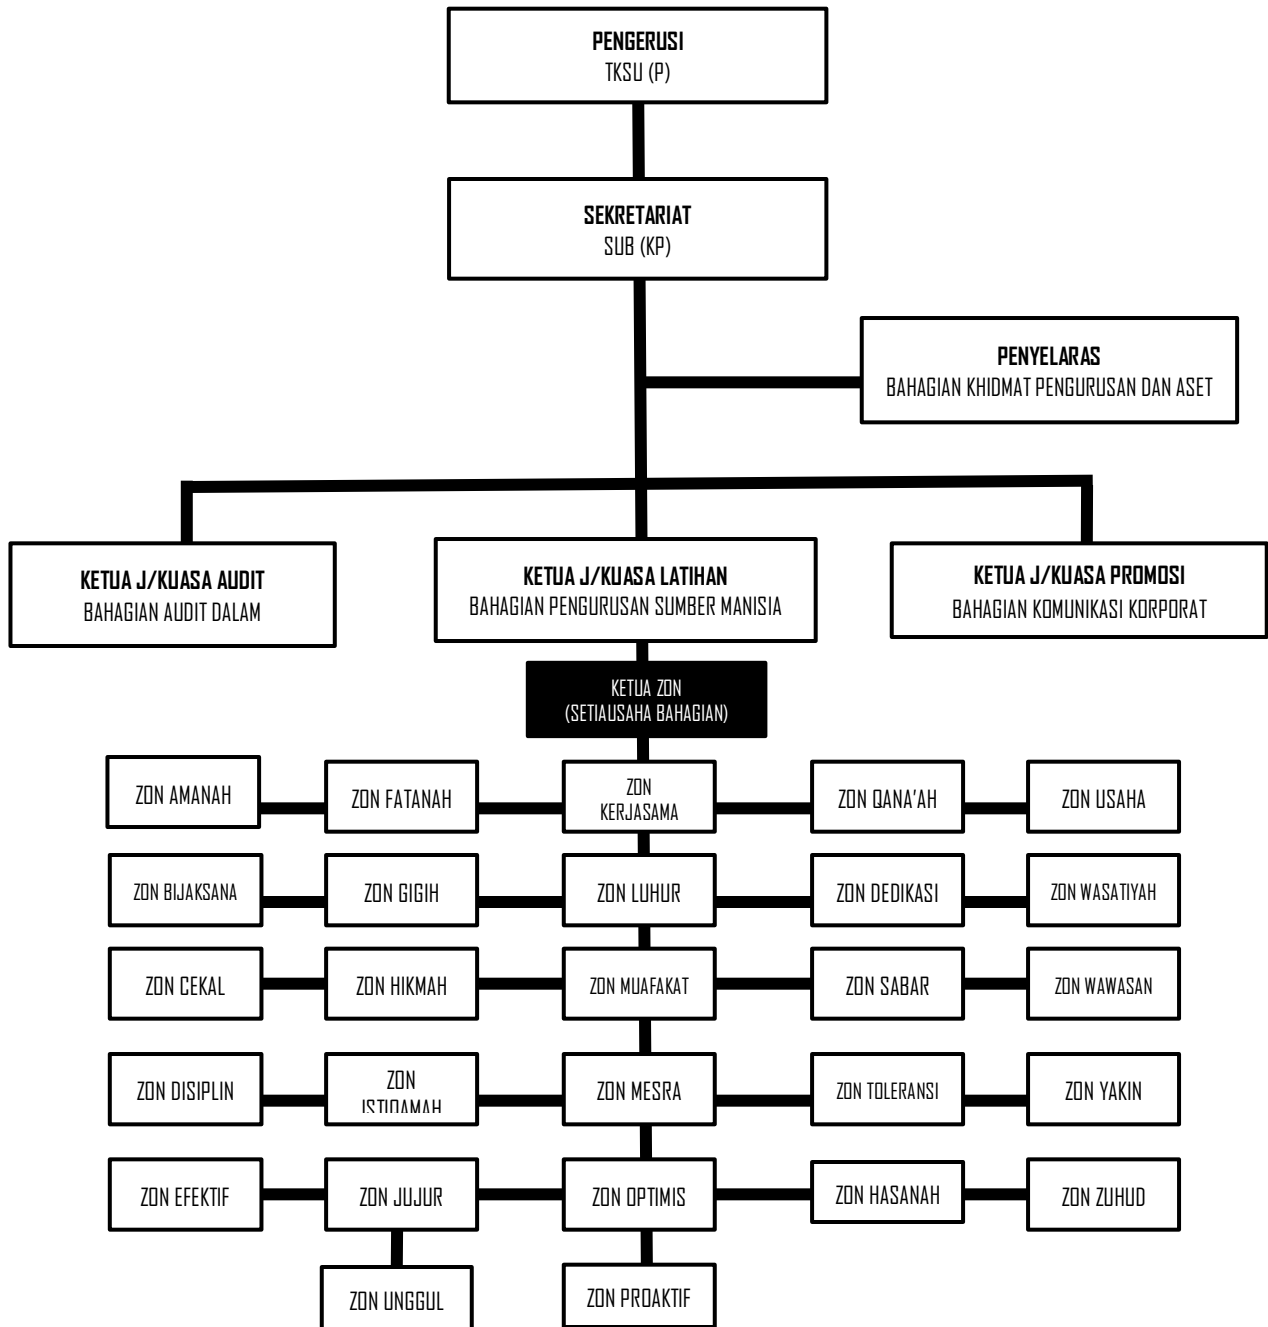 PENGERUSI
TKSU (P)
SEKRETARIAT
SUB (KP)
PENYELARAS
BAHAGIAN KHIDMAT PENGURUSAN DAN ASET
KETUA J/KUASA AUDIT
BAHAGIAN AUDIT DALAM
KETUA J/KUASA LATIHAN
BAHAGIAN PENGURUSAN SUMBER MANISIA
KETUA J/KUASA PROMOSI
BAHAGIAN KOMUNIKASI KORPORAT
KETUA ZON
(SETIAUSAHA BAHAGIAN)
ZON AMANAH
ZON FATANAH
ZON
KERJASAMA
ZON QANA'AH
ZON USAHA
ZON BIJAKSANA
ZON GIGIH
ZON LUHUR
ZON DEDIKASI
ZON WASATIYAH
ZON CEKAL
ZON HIKMAH
ZON MUAFAKAT
ZON SABAR
ZON WAWASAN
ZON DISIPLIN
ZON
ISTIQAMAH
ZON MESRA
ZON TOLERANSI
ZON YAKIN
ZON EFEKTIF
ZON JUJUR
ZON OPTIMIS
ZON HASANAH
ZON ZUHUD
ZON UNGGUL
ZON PROAKTIF